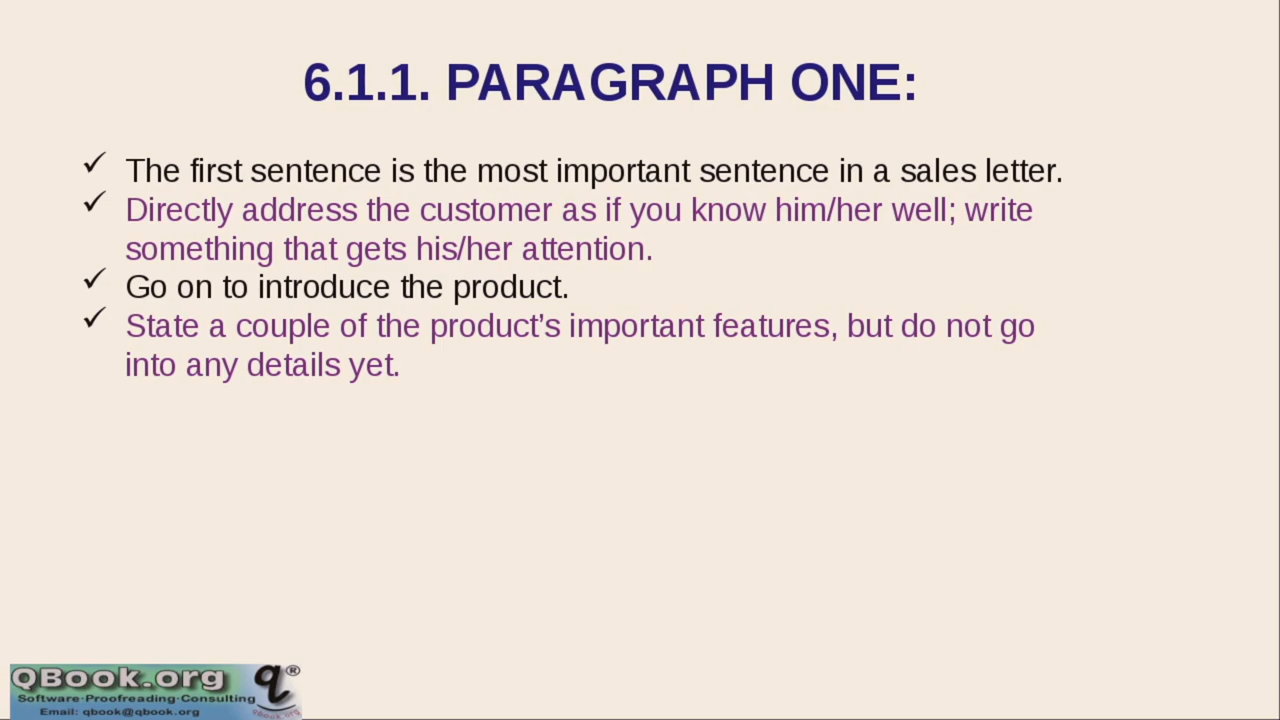 6.1.1. PARAGRAPH ONE:
✓ The first sentence is the most important sentence in a sales letter.
✓ Directly address the customer as if you know him/her well; write
something that gets his/her attention.
✓ Go on to introduce the product.
✓ State a couple of the product’s important features, but do not go
into any details yet.
QBook.org q®
Software·Proofreading·Consulting
Email: qbook@qbook.org
qbook.org